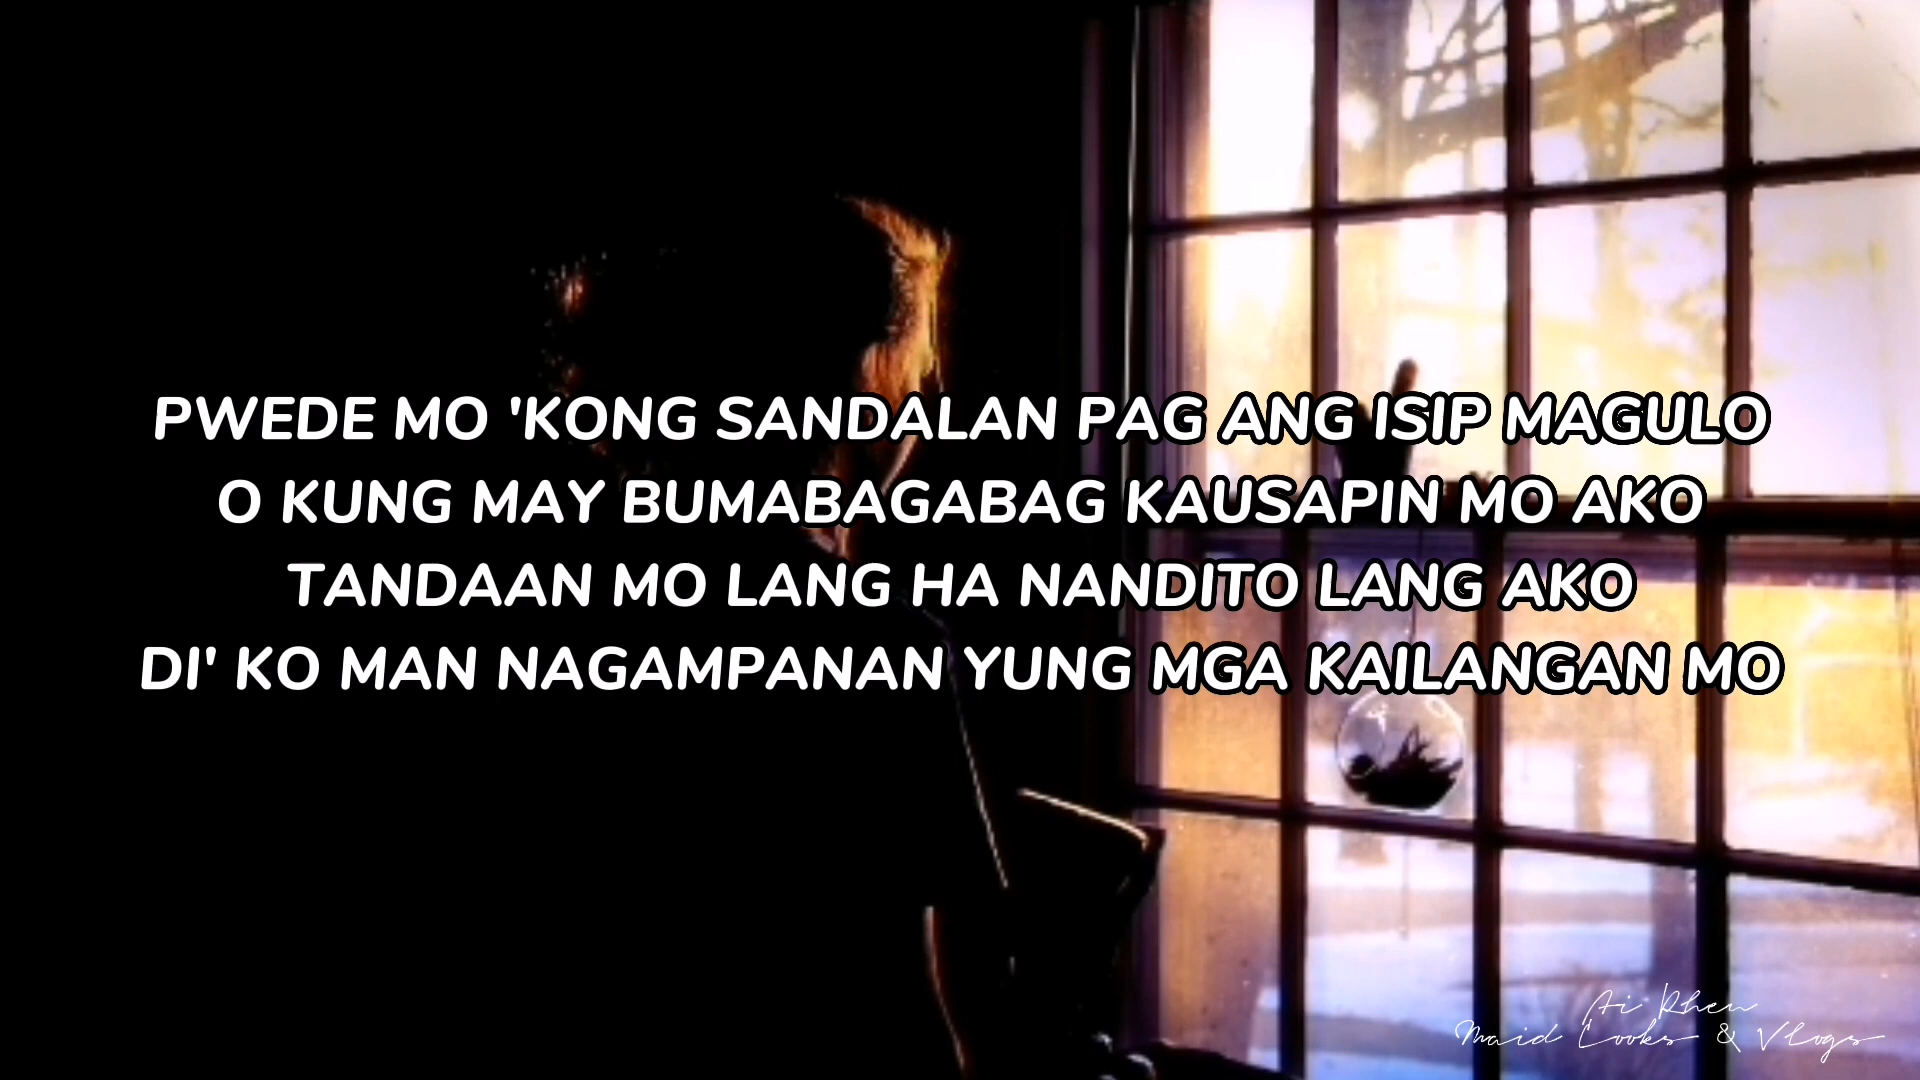 PWEDE MO 'KONG SANDALAN PAG ANG ISIP MAGULO
O KUNG MAY BUMABAGABAG KAUSAPIN MO AKO
TANDAAN MO LANG HA NANDITO LANG AKO
DI' KO MAN NAGAMPANAN YUNG MGA KAILANGAN MO
Ai Rhen
Maid Cooks & Vlogs